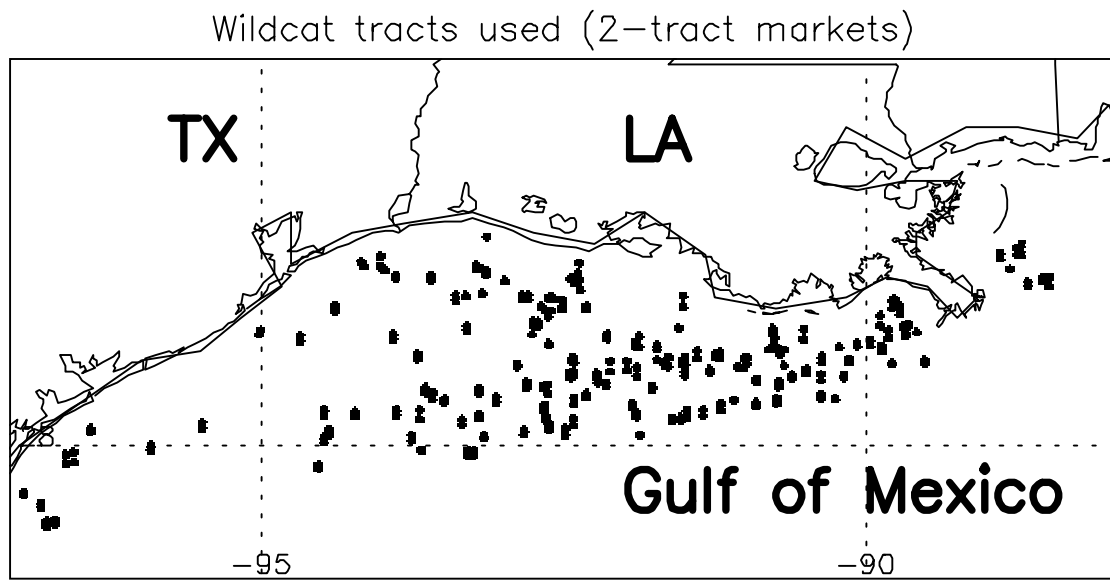 Wildcat tracts used (2-tract markets)
TX
LA
Gulf of Mexico
-95
-90